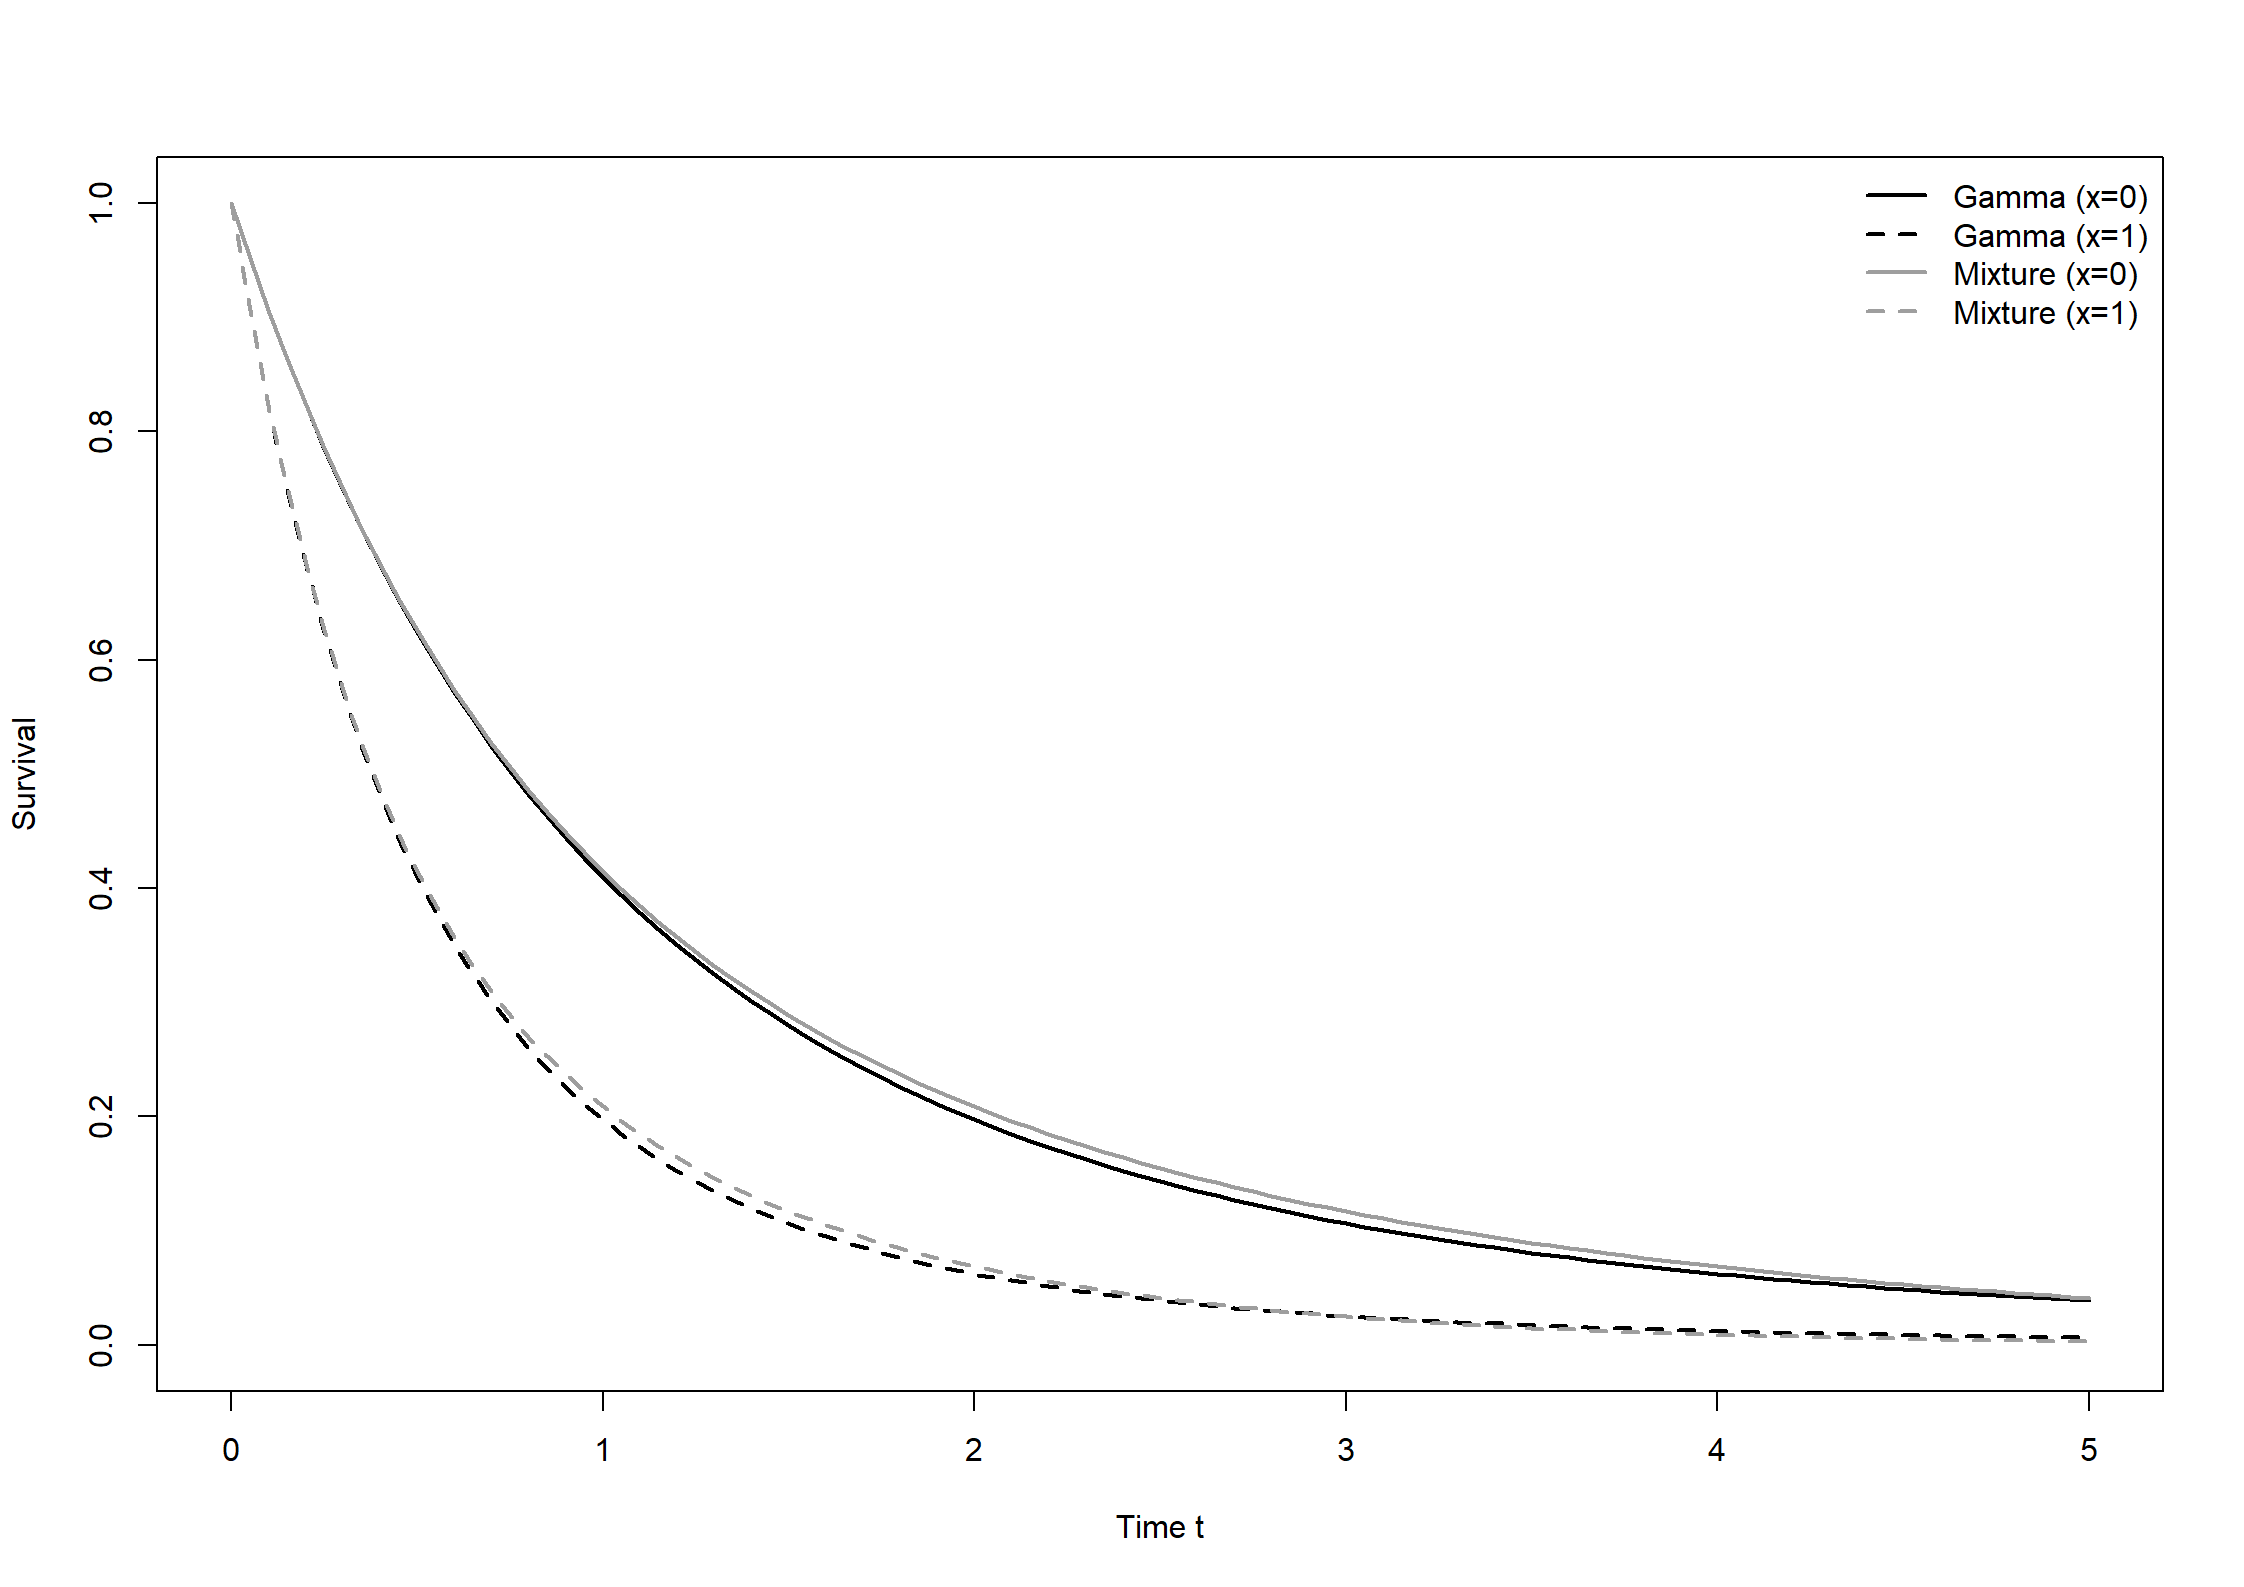 Gamma (x=0)
Gamma (x=1)
Mixture (x=0)
Mixture (x=1)
1.0
0.8
0.6
0.4
0.2
0.0
Survival
0 1 2 3 4 5
Time t